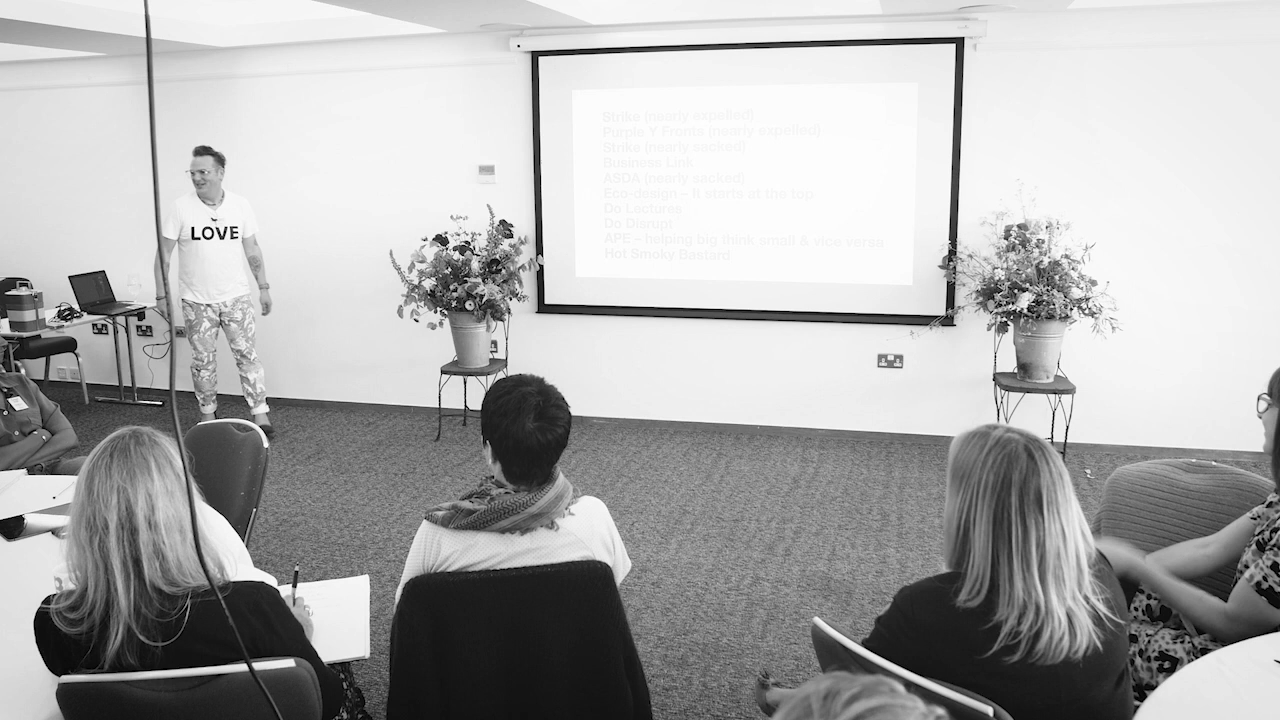 LOVE
Strike (nearly expelled)
Purple Y Fronts (nearly expelled)
Strike (nearly sacked)
Business Link
ASDA (nearly sacked)
Eco-design – It starts at the top
Do Lectures
Do Disrupt
APE – helping big think small & vice versa
Hot Smoky Bastard